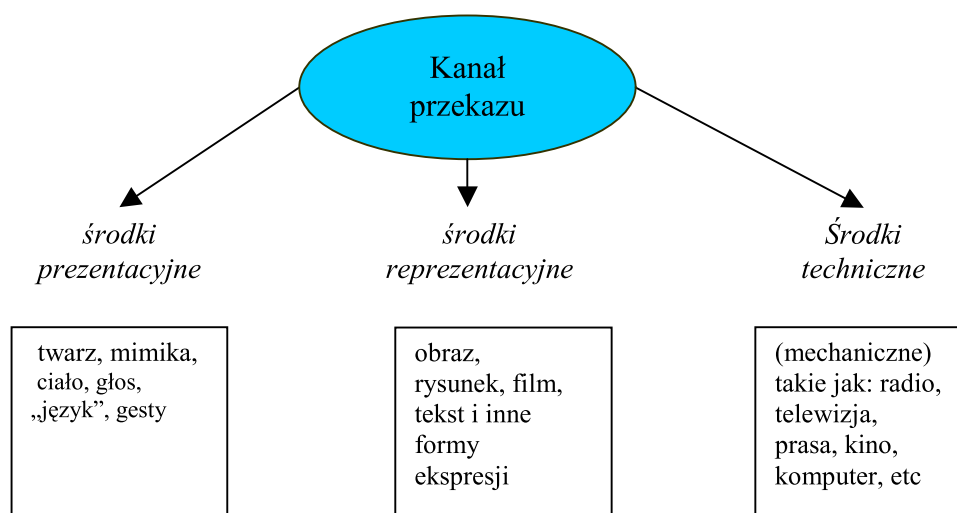 Kanał
przekazu
środki
prezentacyjne
środki
reprezentacyjne
Środki
techniczne
twarz, mimika,
ciało, głos,
„język”, gesty
obraz,
rysunek, film,
tekst i inne
formy
ekspresji
(mechaniczne)
takie jak: radio,
telewizja,
prasa, kino,
komputer, etc